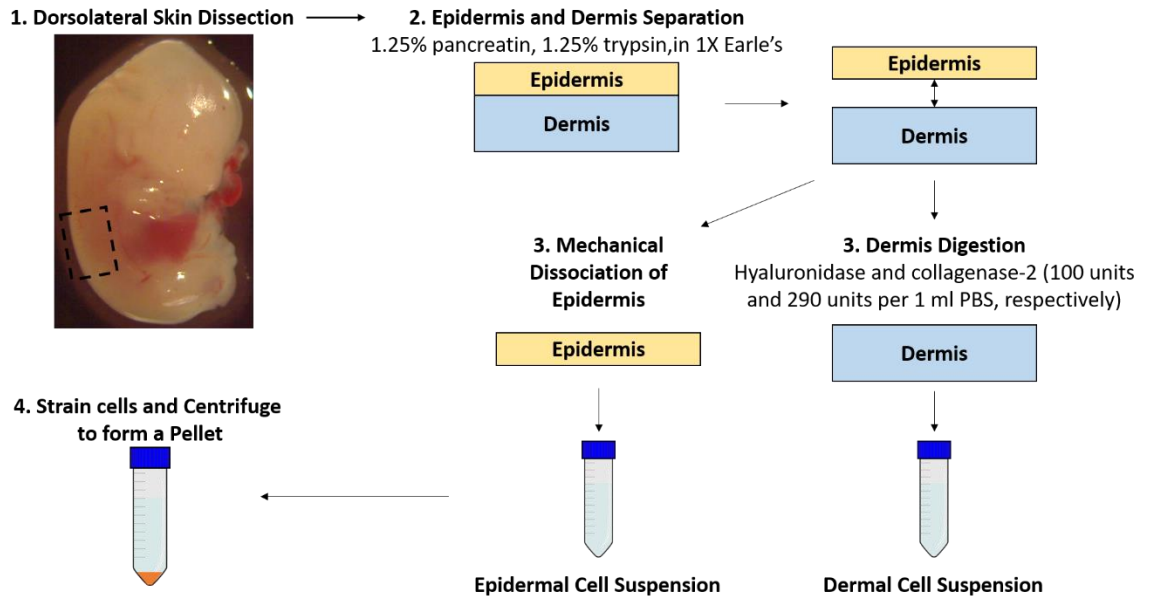 1. Dorsolateral Skin Dissection
2. Epidermis and Dermis Separation
1.25% pancreatin, 1.25% trypsin,in 1X Earle’s
Epidermis
Dermis
Epidermis
Dermis
3. Mechanical
Dissociation of
Epidermis
Epidermis
3. Dermis Digestion
Hyaluronidase and collagenase-2 (100 units
and 290 units per 1 ml PBS, respectively)
Dermis
Epidermal Cell Suspension
Dermal Cell Suspension
4. Strain cells and Centrifuge
to form a Pellet